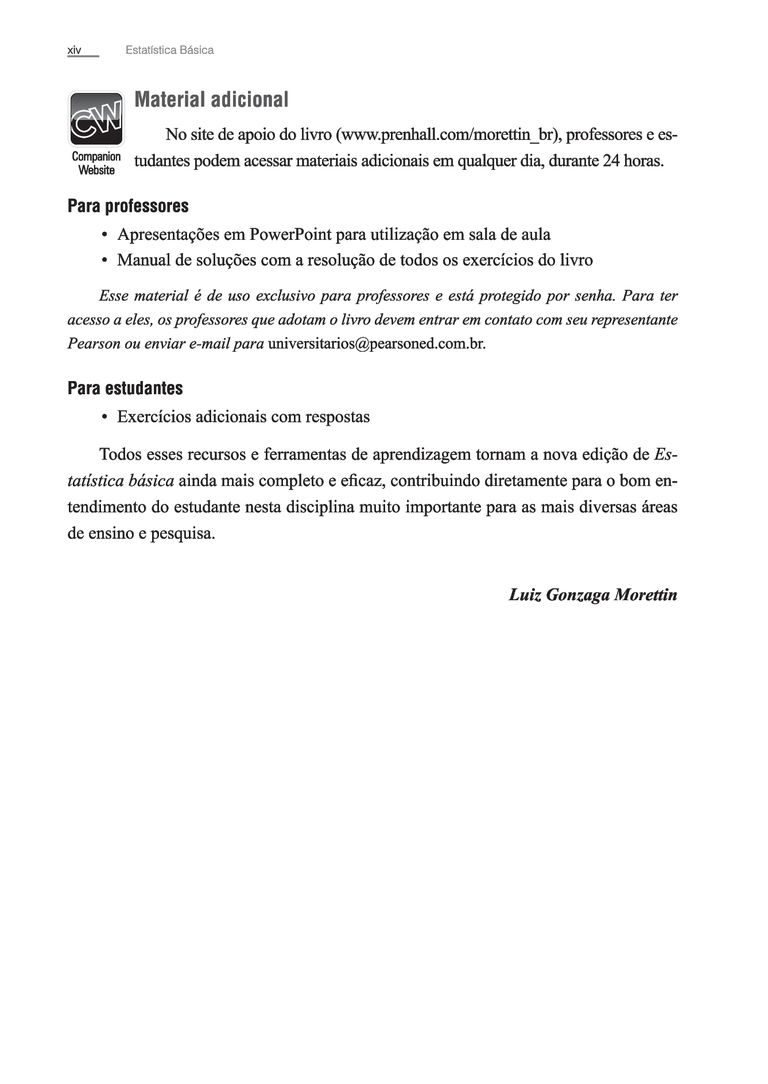 xiv Estatística Básica
CW
Companion
Website
Material adicional
No site de apoio do livro (www.prenhall.com/morettin_br), professores e es-
tudantes podem acessar materiais adicionais em qualquer dia, durante 24 horas.
Para professores
• Apresentações em PowerPoint para utilização em sala de aula
• Manual de soluções com a resolução de todos os exercícios do livro
Esse material é de uso exclusivo para professores e está protegido por senha. Para ter
acesso a eles, os professores que adotam o livro devem entrar em contato com seu representante
Pearson ou enviar e-mail para universitarios@pearsoned.com.br.
Para estudantes
• Exercícios adicionais com respostas
Todos esses recursos e ferramentas de aprendizagem tornam a nova edição de Es-
tatística básica ainda mais completo e eficaz, contribuindo diretamente para o bom en-
tendimento do estudante nesta disciplina muito importante para as mais diversas áreas
de ensino e pesquisa.
Luiz Gonzaga Morettin